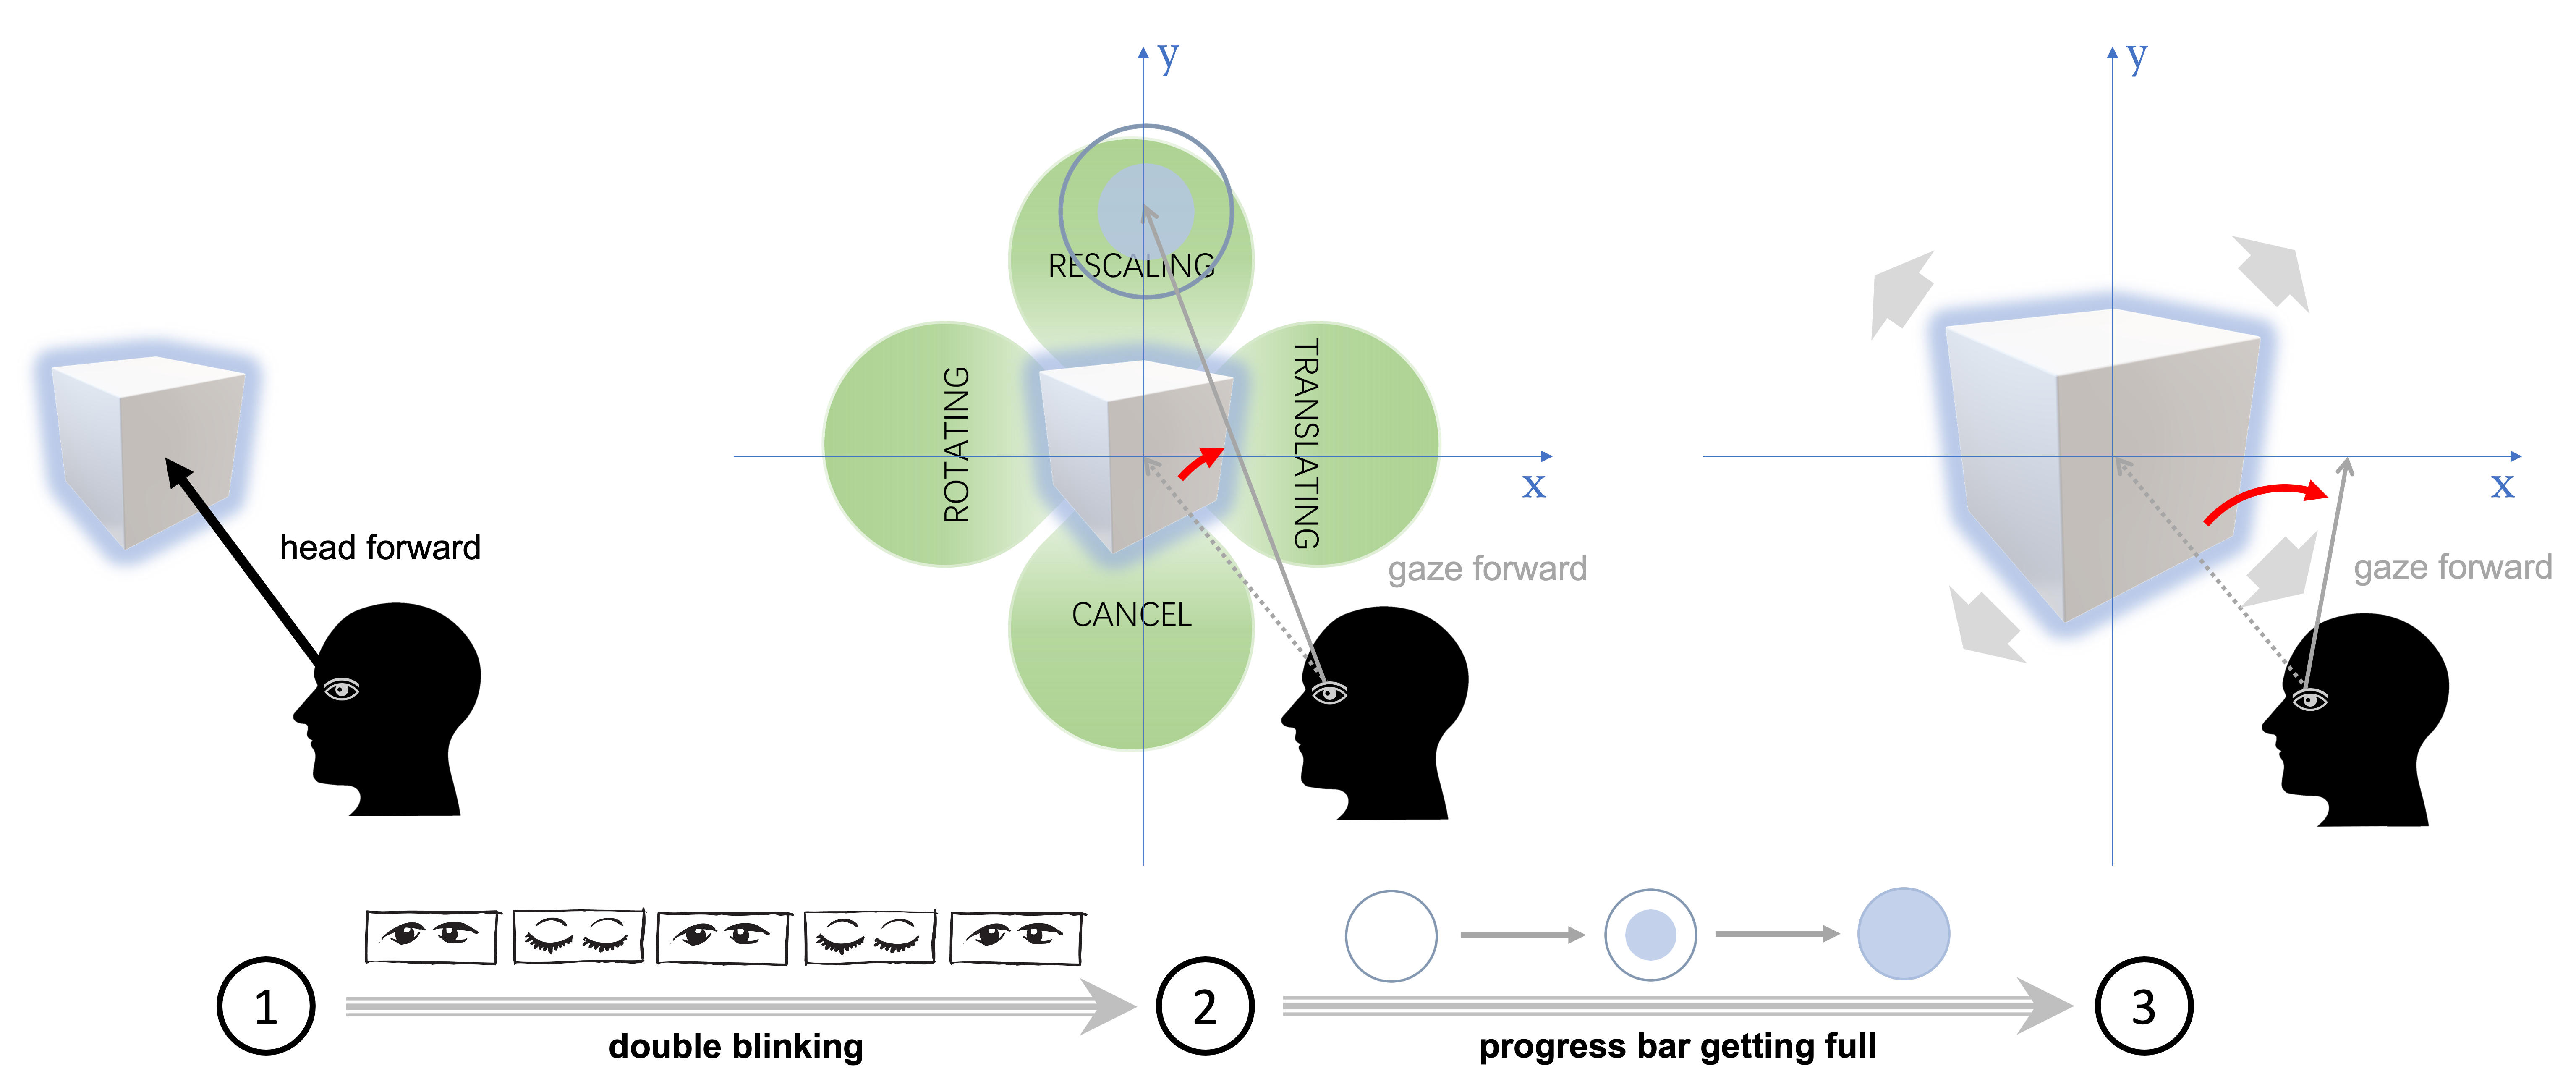 y
RESCALING
ROTATING
TRANSLATING
x
head forward
gaze forward
CANCEL
y
x
gaze forward
1
double blinking
2
progress bar getting full
3